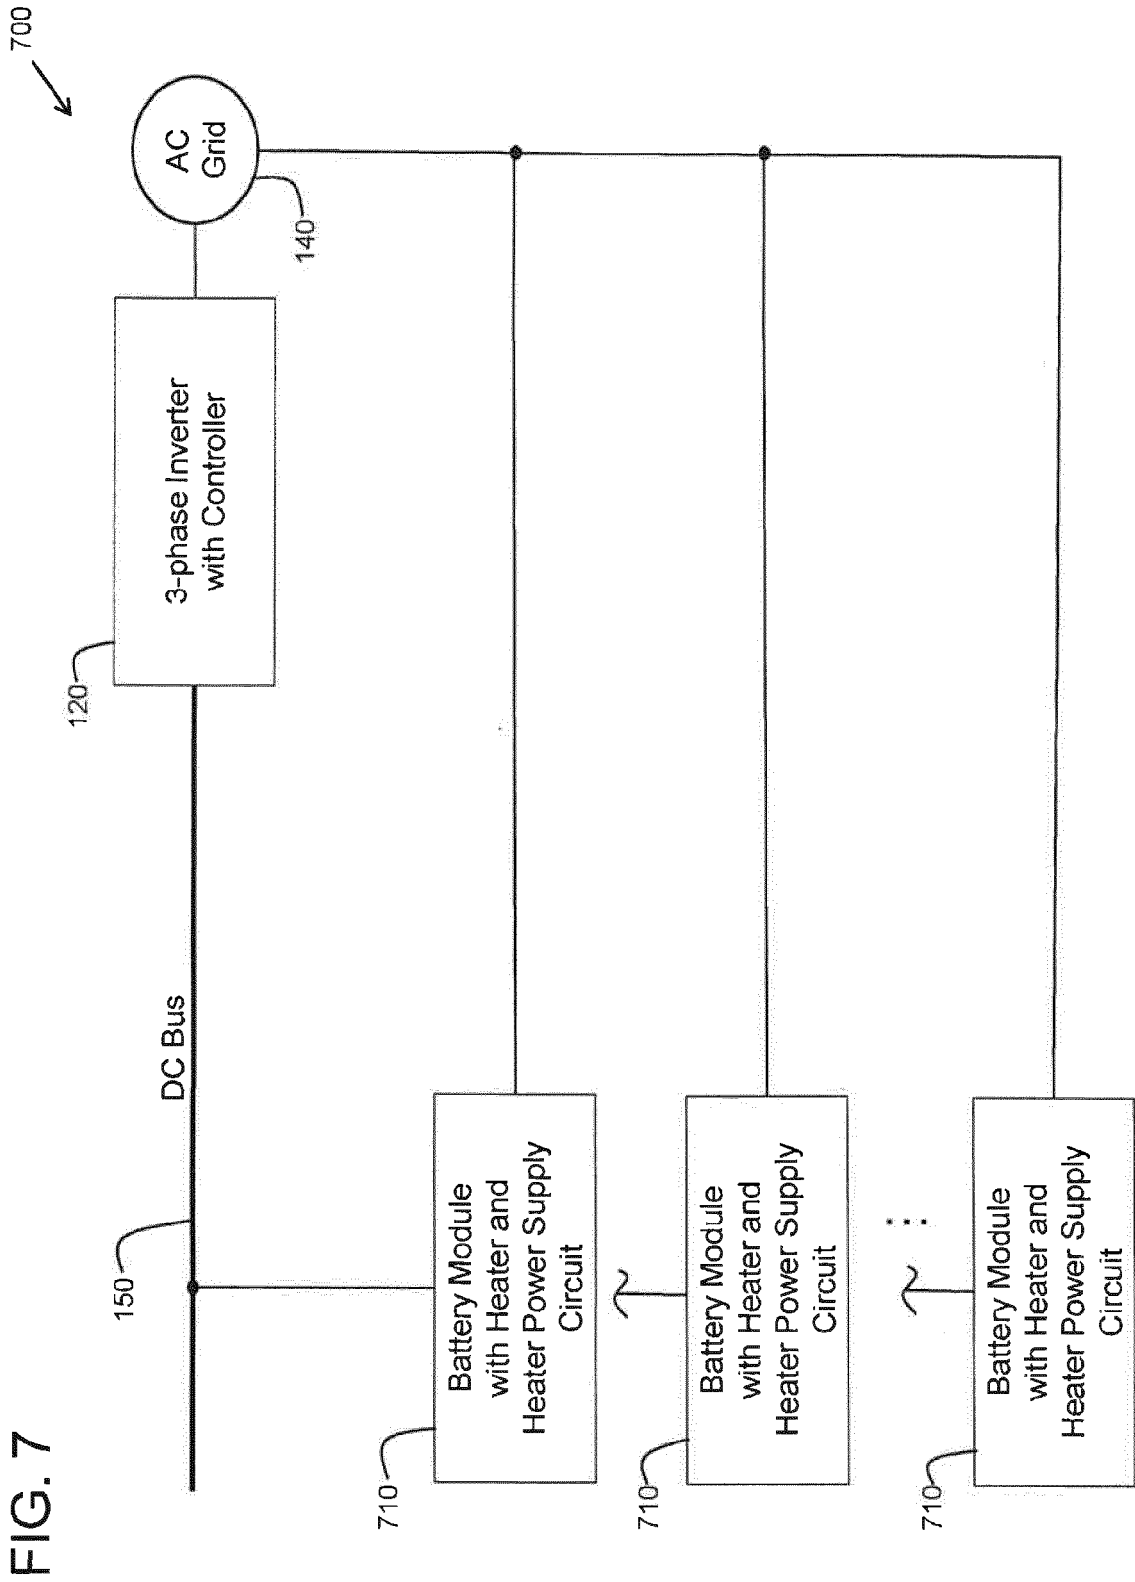 FIG. 7
700
AC
Grid
140
3-phase Inverter
with Controller
120
DC Bus
150
Battery Module
with Heater and
Heater Power Supply
Circuit
710
Battery Module
with Heater and
Heater Power Supply
Circuit
710
Battery Module
with Heater and
Heater Power Supply
Circuit
710